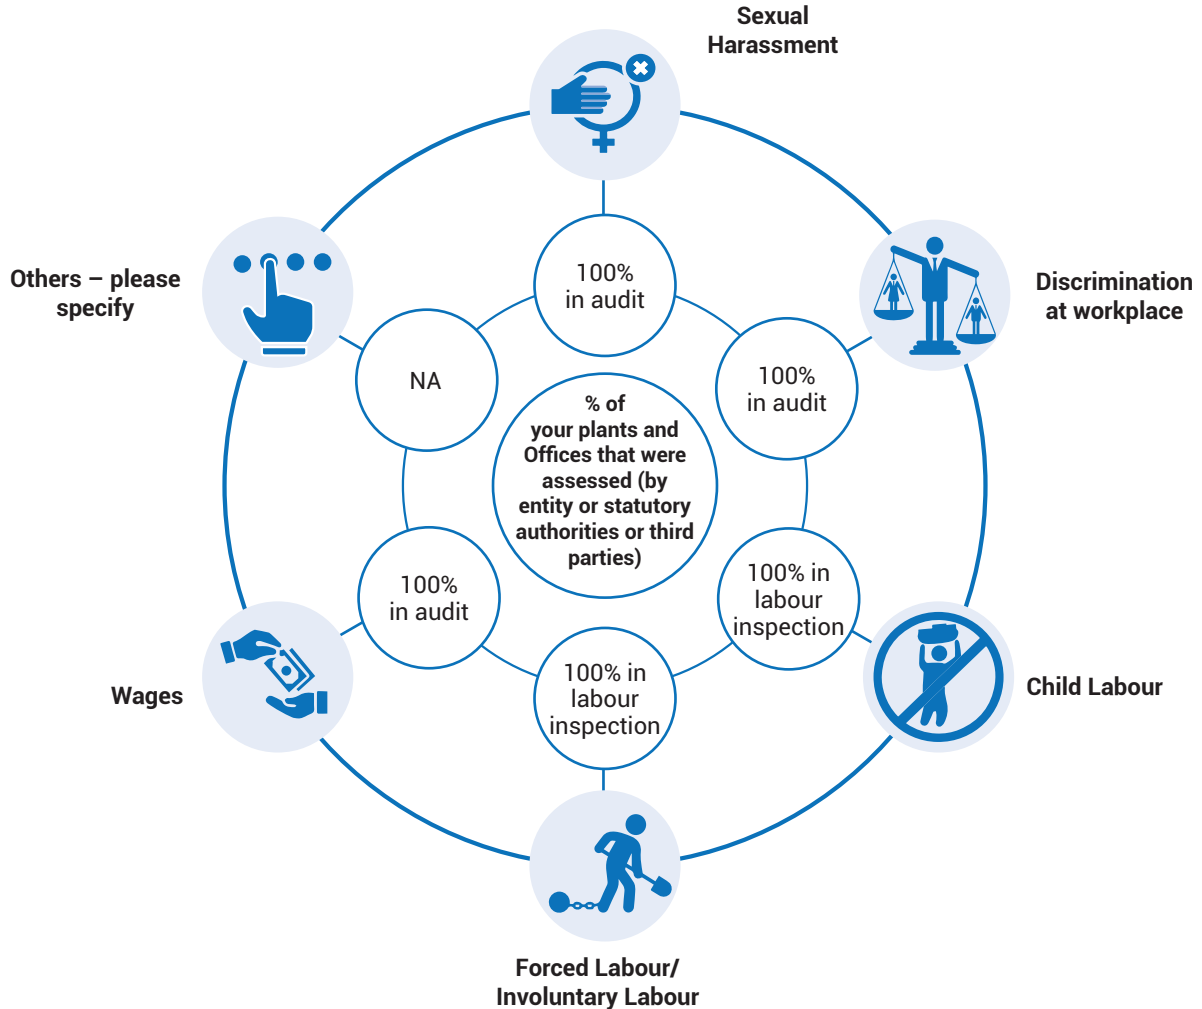 Sexual
Harassment
100%
in audit
Discrimination
at workplace
100%
in audit
Child Labour
100% in
labour
inspection
Forced Labour/
Involuntary Labour
100% in
labour
inspection
Wages
100%
in audit
Others – please
specify
NA
% of
your plants and
Offices that were
assessed (by
entity or statutory
authorities or third
parties)